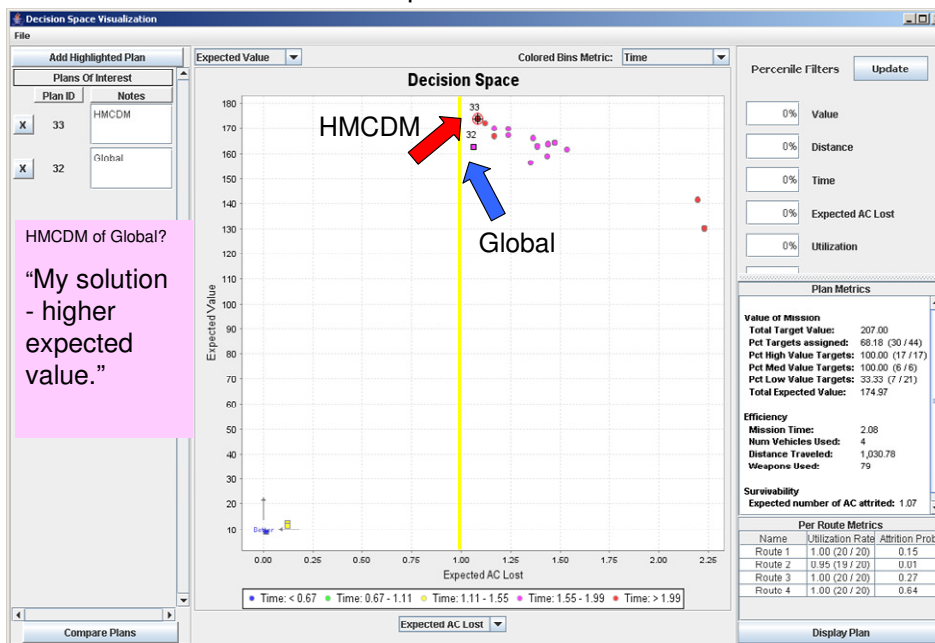 Decision Space Visualization
File
Add Highlighted Plan
Plans Of Interest
Plan ID Notes
X 33 HMCDM
X 32 Global
HMCDM of Global?
“My solution
- higher
expected
value.”
Compare Plans
Expected Value
Colored Bins Metric: Time
Decision Space
Expected Value
180
170
160
150
140
130
120
110
100
90
80
70
60
50
40
30
20
10
33
32
HMCDM
Global
Better
0.00 0.25 0.50 0.75 1.00 1.25 1.50 1.75 2.00 2.25
Expected AC Lost
Time: < 0.67 Time: 0.67 - 1.11 Time: 1.11 - 1.55 Time: 1.55 - 1.99 Time: > 1.99
Expected AC Lost
Percenile Filters Update
0% Value
0% Distance
0% Time
0% Expected AC Lost
0% Utilization
Plan Metrics
Value of Mission
Total Target Value: 207.00
Pct Targets assigned: 68.18 (30 / 44)
Pct High Value Targets: 100.00 (17 / 17)
Pct Med Value Targets: 100.00 (6 / 6)
Pct Low Value Targets: 33.33 (7 / 21)
Total Expected Value: 174.97
Efficiency
Mission Time: 2.08
Num Vehicles Used: 4
Distance Traveled: 1,030.78
Weapons Used: 79
Survivability
Expected number of AC attrited: 1.07
Per Route Metrics
Name Utilization Rate Attrition Prob
Route 1 1.00 (20 / 20) 0.15
Route 2 0.95 (19 / 20) 0.01
Route 3 1.00 (20 / 20) 0.27
Route 4 1.00 (20 / 20) 0.64
Display Plan